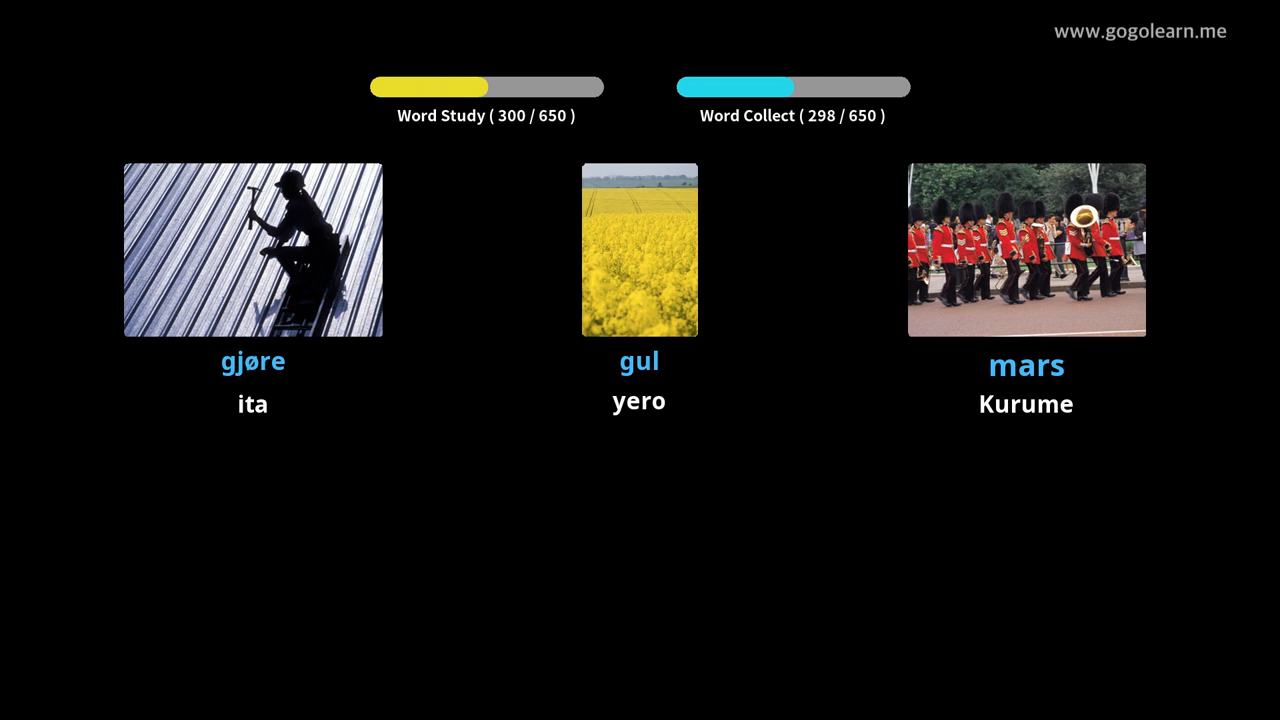 www.gogolearn.me
Word Study ( 300 / 650 )
Word Collect ( 298 / 650 )
gjøre
gul
mars
ita
yero
Kurume